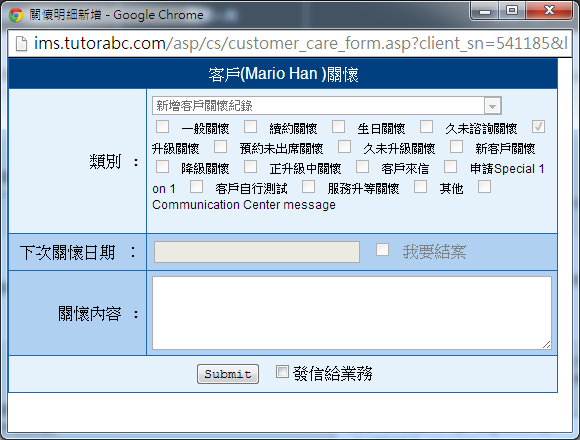 關懷明細新增 - Google Chrome
ims.tutorabc.com/asp/cs/customer_care_form.asp?client_sn=541185&l
客戶(Mario Han )關懷
類別 :
新增客戶關懷紀錄
一般關懷 續約關懷 生日關懷 久未諮詢關懷
升級關懷 預約未出席關懷 久未升級關懷 新客戶關懷
降級關懷 正升級中關懷 客戶來信 申請Special 1
on 1 客戶自行測試 服務升等關懷 其他
Communication Center message
下次關懷日期 : 我要結案
關懷內容 :
Submit 發信給業務